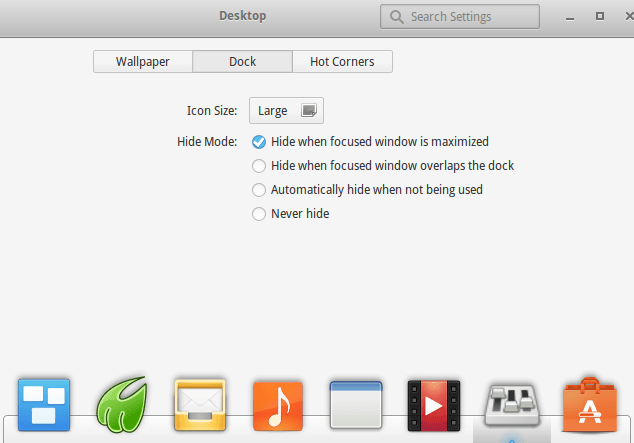 Desktop
Search Settings
Wallpaper Dock Hot Corners
Icon Size: Large
Hide Mode: Hide when focused window is maximized
Hide when focused window overlaps the dock
Automatically hide when not being used
Never hide